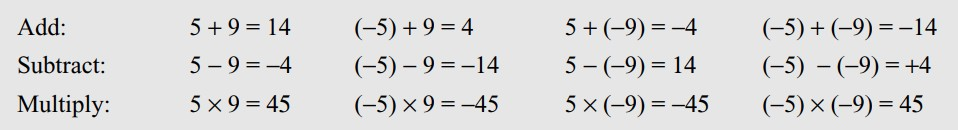 Add: 5 + 9 = 14 (–5) + 9 = 4 5 + (–9) = –4 (–5) + (–9) = –14
Subtract: 5 – 9 = –4 (–5) – 9 = –14 5 – (–9) = 14 (–5) – (–9) = +4
Multiply: 5 × 9 = 45 (–5) × 9 = –45 5 × (–9) = –45 (–5) × (–9) = 45